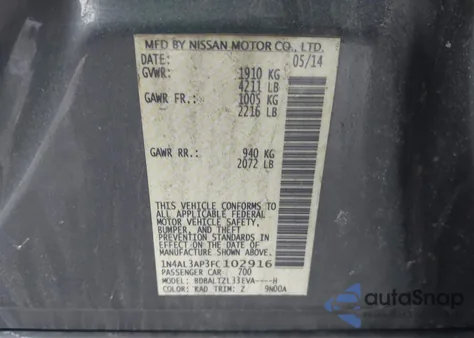 MFD BY NISSAN MOTOR CO., LTD.
DATE: 05/14
GVWR: 1910 KG
4211 LB
GAWR FR.: 1005 KG
2216 LB
GAWR RR.: 940 KG
2072 LB
THIS VEHICLE CONFORMS TO
ALL APPLICABLE FEDERAL
MOTOR VEHICLE SAFETY,
BUMPER, AND THEFT
PREVENTION STANDARDS
IN EFFECT ON THE DATE OF
MANUFACTURE SHOWN ABOVE.
1N4AL3AP3FC102916
PASSENGER CAR 700
MODEL: BDBALTZL33EVA----H
COLOR: KAD TRIM: Z 9N00A
autoSnap